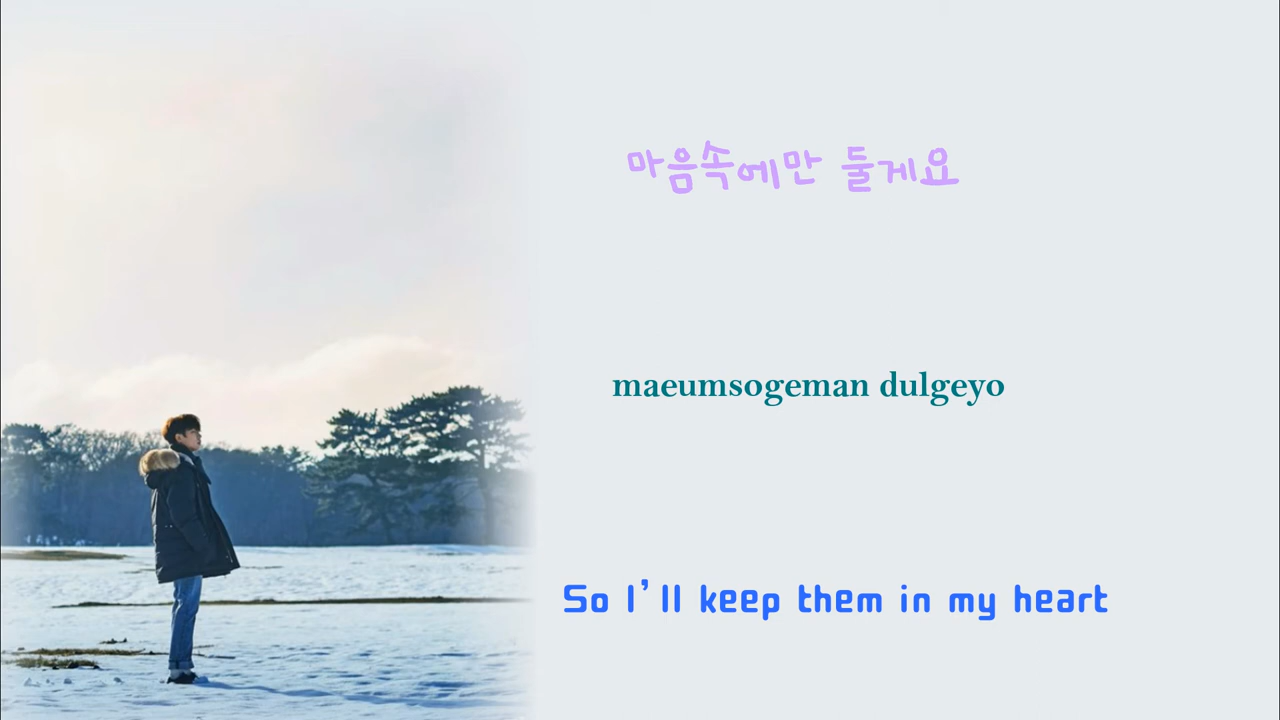 마음속에만 둘게요
maeumsogeman dulgeyo
So I'll keep them in my heart